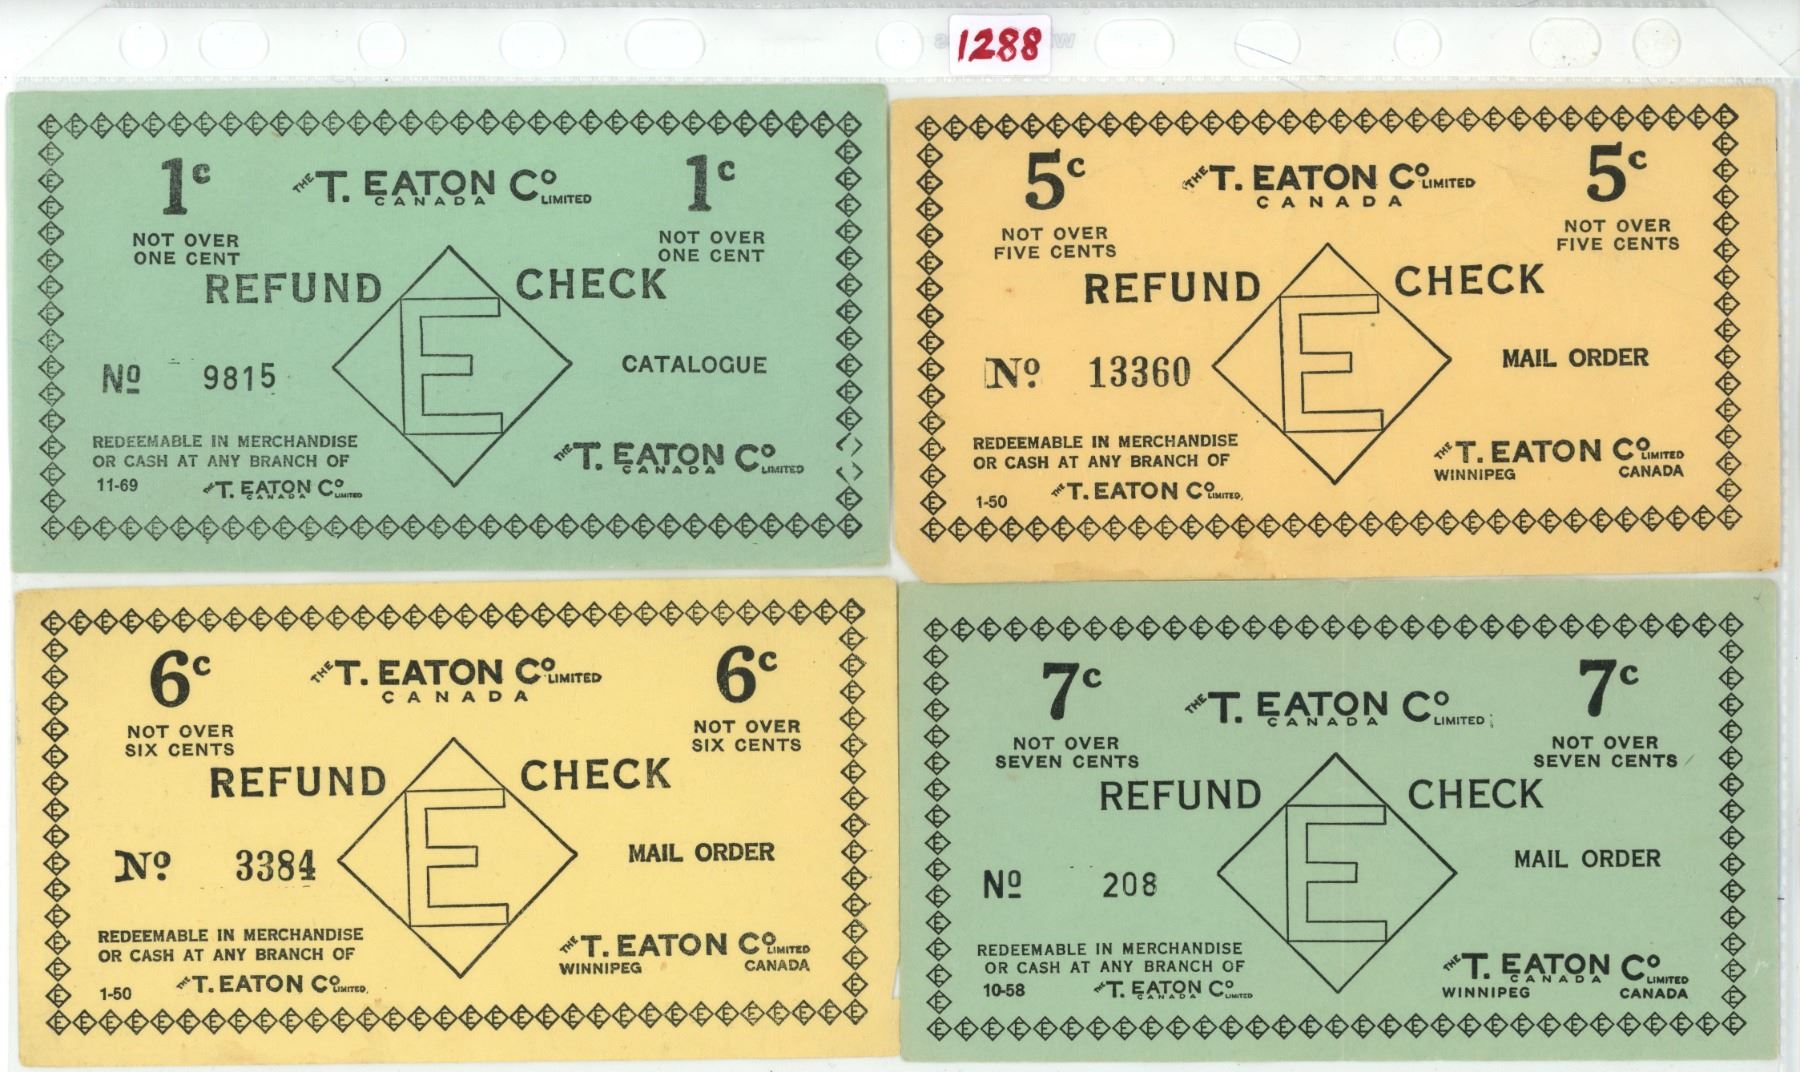 1288
1c THE T. EATON Co LIMITED 1c
CANADA
NOT OVER NOT OVER
ONE CENT ONE CENT
REFUND E CHECK
No 9815 CATALOGUE
REDEEMABLE IN MERCHANDISE
OR CASH AT ANY BRANCH OF
THE T. EATON Co LIMITED
CANADA
11-69 THE T. EATON Co LIMITED
CANADA
5c THE T. EATON Co LIMITED 5c
CANADA
NOT OVER NOT OVER
FIVE CENTS FIVE CENTS
REFUND E CHECK
No 13360 MAIL ORDER
REDEEMABLE IN MERCHANDISE
OR CASH AT ANY BRANCH OF
THE T. EATON Co LIMITED
WINNIPEG CANADA
1-50 THE T. EATON Co LIMITED,
6c THE T. EATON Co LIMITED 6c
CANADA
NOT OVER NOT OVER
SIX CENTS SIX CENTS
REFUND E CHECK
No 3384 MAIL ORDER
REDEEMABLE IN MERCHANDISE
OR CASH AT ANY BRANCH OF
THE T. EATON Co LIMITED
WINNIPEG CANADA
1-50 THE T. EATON Co LIMITED,
7c THE T. EATON Co LIMITED 7c
CANADA
NOT OVER NOT OVER
SEVEN CENTS SEVEN CENTS
REFUND E CHECK
No 208 MAIL ORDER
REDEEMABLE IN MERCHANDISE
OR CASH AT ANY BRANCH OF
THE T. EATON Co LIMITED
CANADA
WINNIPEG CANADA
10-58 THE T. EATON Co LIMITED
CANADA